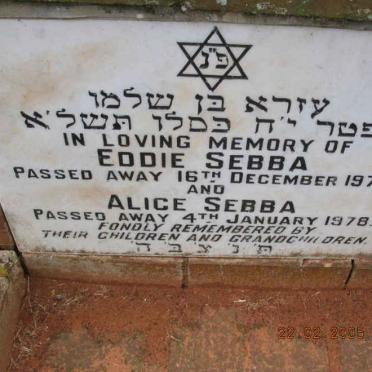 פ"נ
עזרא בן שלמו
פטר י"ח כסלו תשל"א
IN LOVING MEMORY OF
EDDIE SEBBA
PASSED AWAY 16TH DECEMBER 197
AND
ALICE SEBBA
PASSED AWAY 4TH JANUARY 1978.
FONDLY REMEMBERED BY
THEIR CHILDREN AND GRANDCHILDREN.
ת' נ' צ ב ה'
22.02.2005